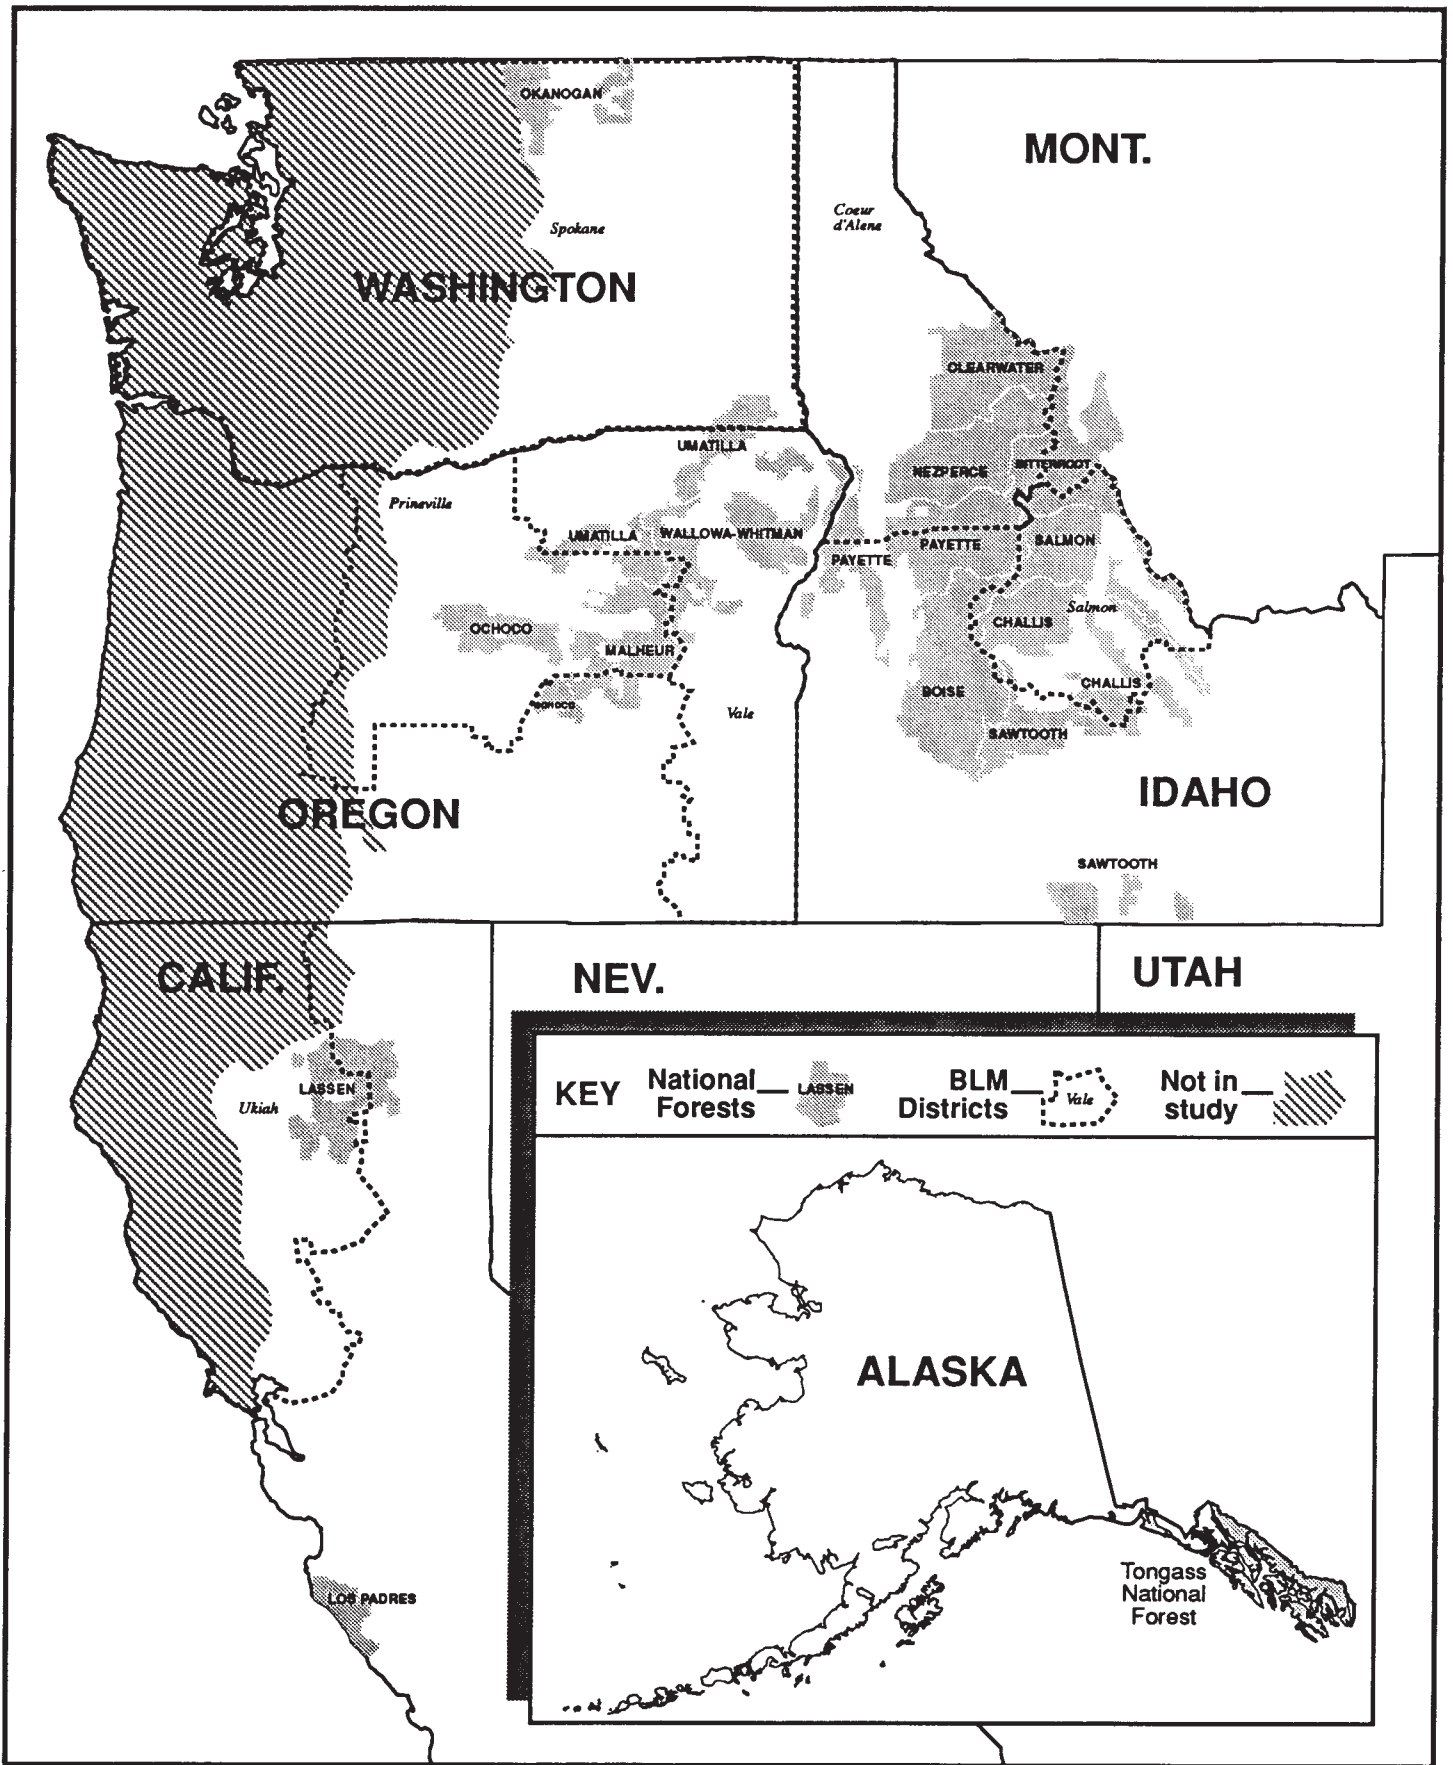 OKANOGAN
MONT.
Coeur
d'Alene
Spokane
WASHINGTON
CLEARWATER
UMATILLA
NEZPERCE
BITTERROOT
Prineville
UMATILLA
WALLOWA-WHITMAN
PAYETTE
PAYETTE
SALMON
Salmon
OCHOCO
CHALLIS
MALHEUR
CHALLIS
BOISE
OCHOCO
Vale
SAWTOOTH
IDAHO
OREGON
SAWTOOTH
CALIF.
NEV.
UTAH
LASSEN
Ukiah
KEY
National
Forests
LASSEN
BLM
Districts
Vale
Not in
study
ALASKA
Tongass
National
Forest
LOS PADRES